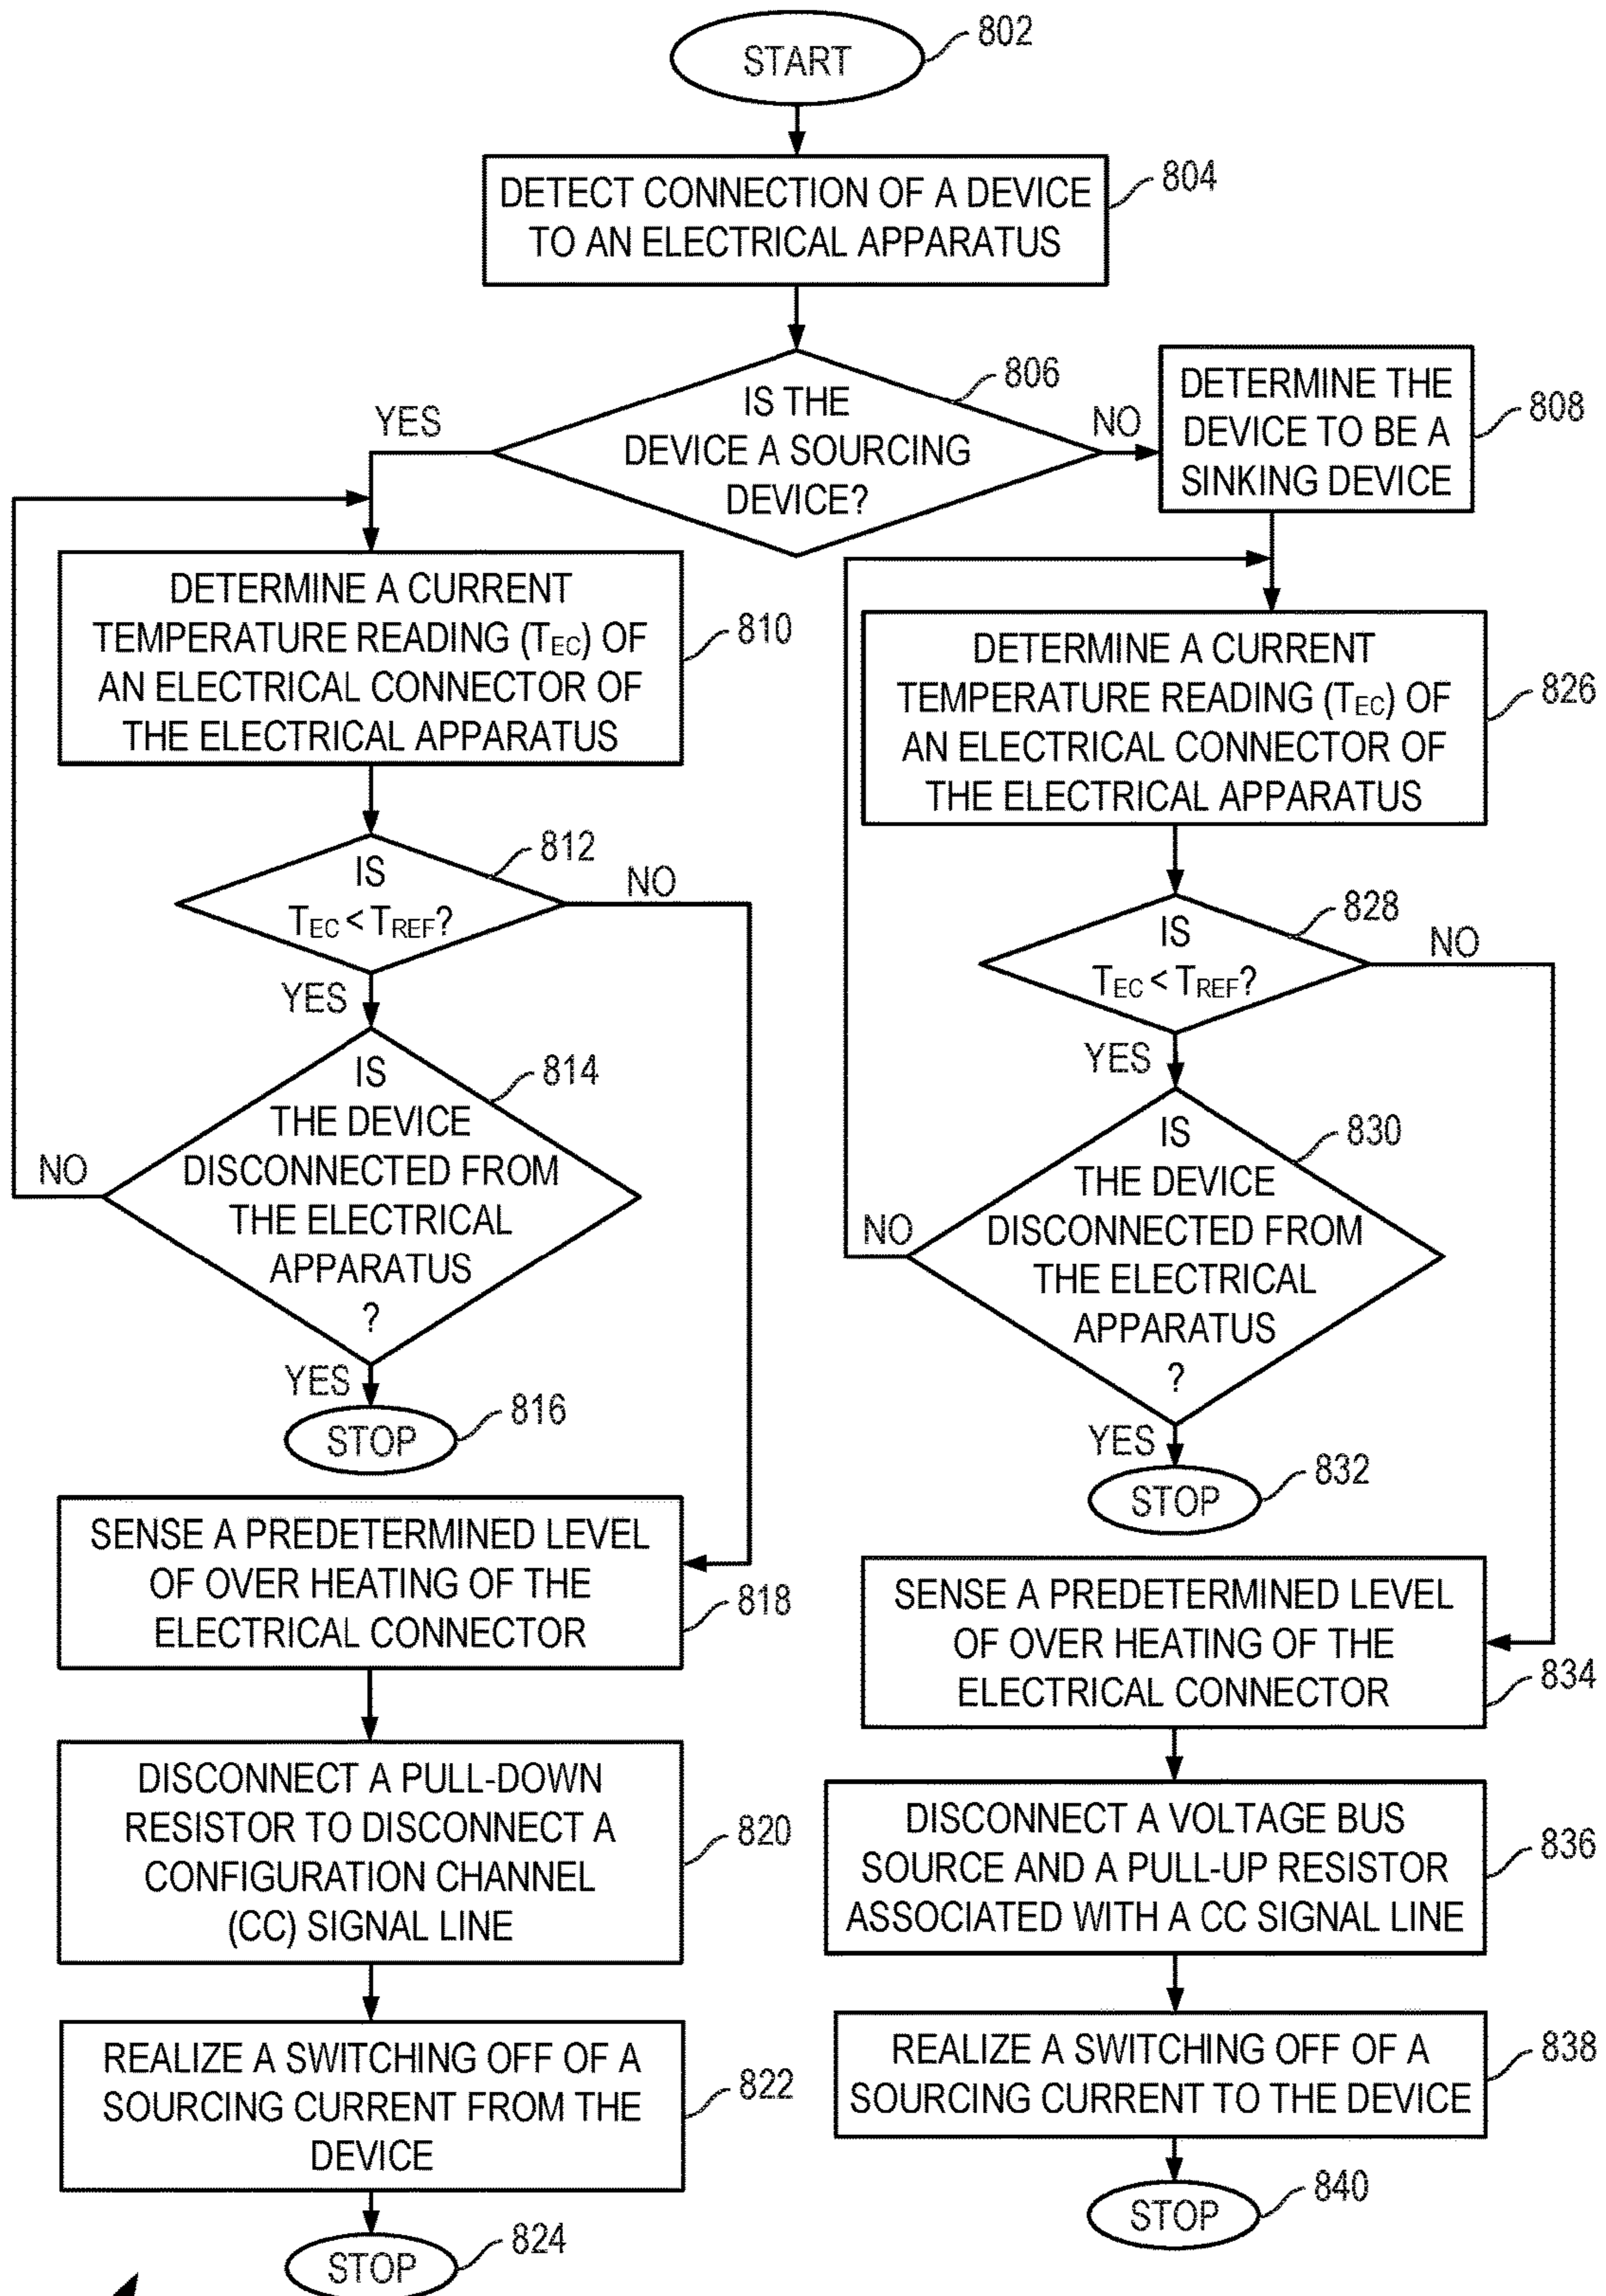 START
802
DETECT CONNECTION OF A DEVICE
TO AN ELECTRICAL APPARATUS
804
IS THE
DEVICE A SOURCING
DEVICE?
806
YES
NO
DETERMINE THE
DEVICE TO BE A
SINKING DEVICE
808
DETERMINE A CURRENT
TEMPERATURE READING (TEC) OF
AN ELECTRICAL CONNECTOR OF
THE ELECTRICAL APPARATUS
810
IS
TEC < TREF?
812
NO
YES
IS
THE DEVICE
DISCONNECTED FROM
THE ELECTRICAL
APPARATUS
?
814
NO
YES
STOP
816
SENSE A PREDETERMINED LEVEL
OF OVER HEATING OF THE
ELECTRICAL CONNECTOR
818
DISCONNECT A PULL-DOWN
RESISTOR TO DISCONNECT A
CONFIGURATION CHANNEL
(CC) SIGNAL LINE
820
REALIZE A SWITCHING OFF OF A
SOURCING CURRENT FROM THE
DEVICE
822
STOP
824
DETERMINE A CURRENT
TEMPERATURE READING (TEC) OF
AN ELECTRICAL CONNECTOR OF
THE ELECTRICAL APPARATUS
826
IS
TEC < TREF?
828
NO
YES
IS
THE DEVICE
DISCONNECTED FROM
THE ELECTRICAL
APPARATUS
?
830
NO
YES
STOP
832
SENSE A PREDETERMINED LEVEL
OF OVER HEATING OF THE
ELECTRICAL CONNECTOR
834
DISCONNECT A VOLTAGE BUS
SOURCE AND A PULL-UP RESISTOR
ASSOCIATED WITH A CC SIGNAL LINE
836
REALIZE A SWITCHING OFF OF A
SOURCING CURRENT TO THE DEVICE
838
STOP
840